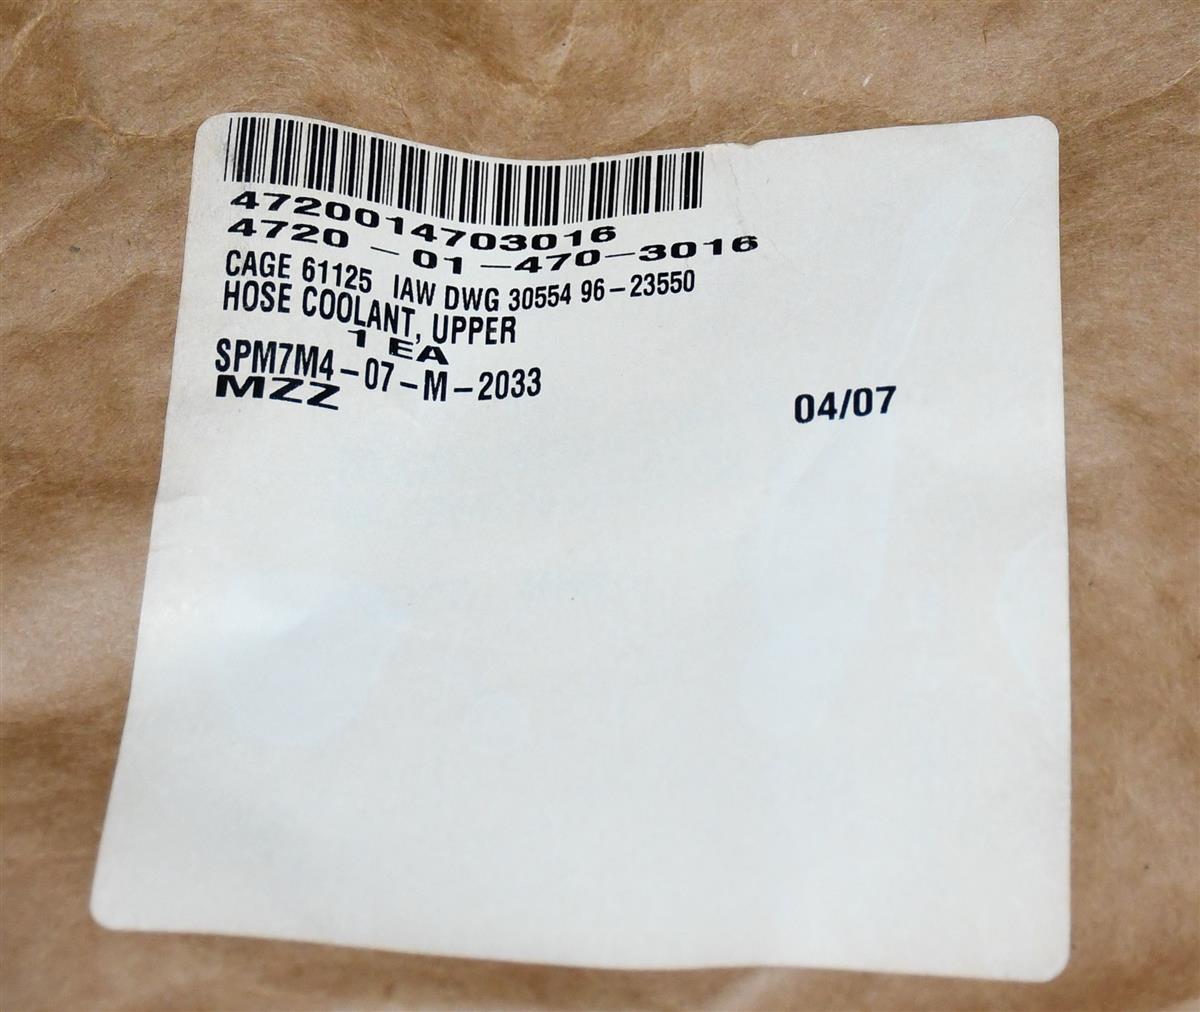 4720014703016
4720-01-470-3016
CAGE 61125 IAW DWG 30554 96-23550
HOSE COOLANT, UPPER
1 EA
SPM7M4-07-M-2033
MZZ 04/07